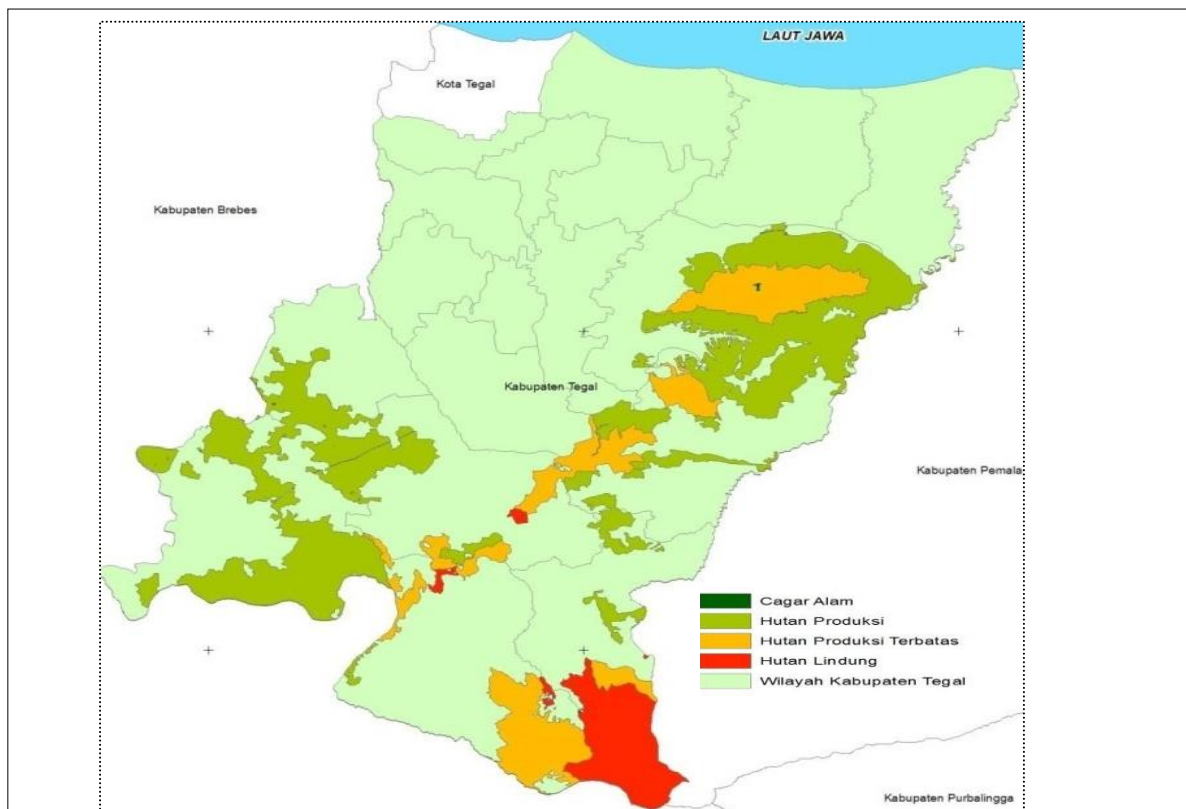 LAUT JAWA
Kota Tegal
Kabupaten Brebes
Kabupaten Tegal
Kabupaten Pemala
Cagar Alam
Hutan Produksi
Hutan Produksi Terbatas
Hutan Lindung
Wilayah Kabupaten Tegal
Kabupaten Purbalingga